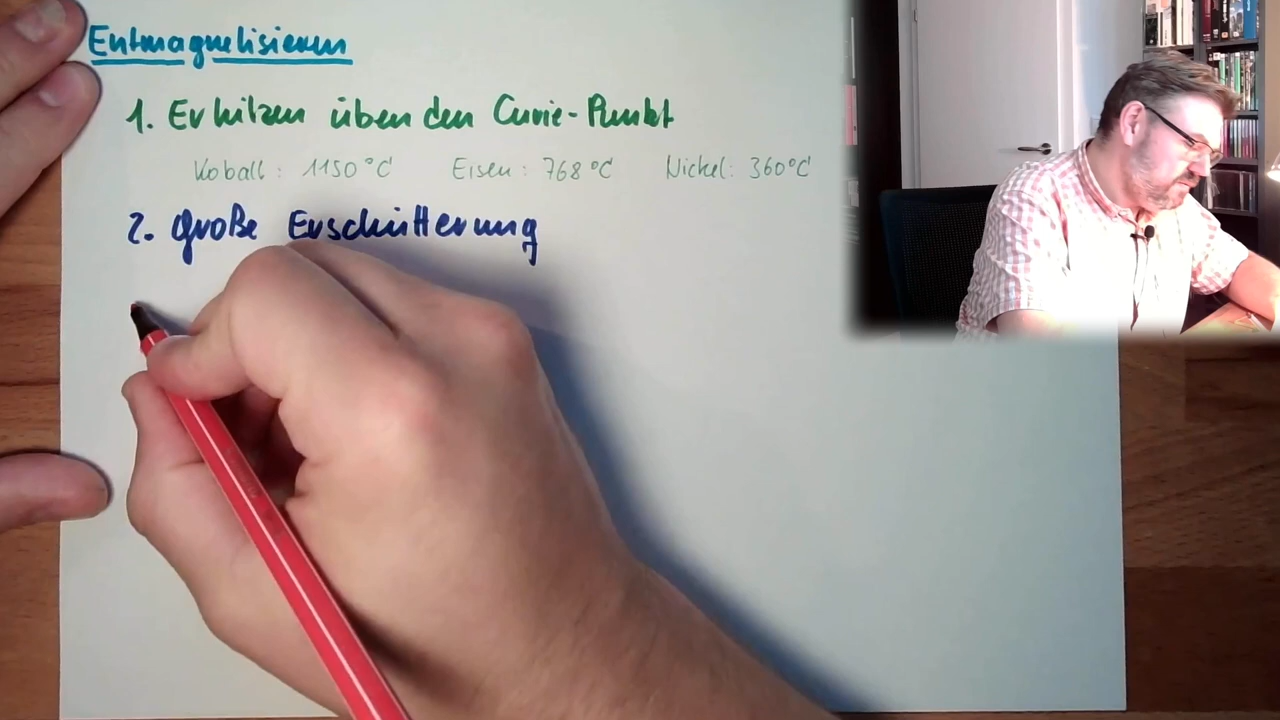 Entmagnetisieren
1. Erhitzen über den Curie-Punkt
Kobalt: 1150°C Eisen: 768°C Nickel: 360°C
2. Große Erschütterung